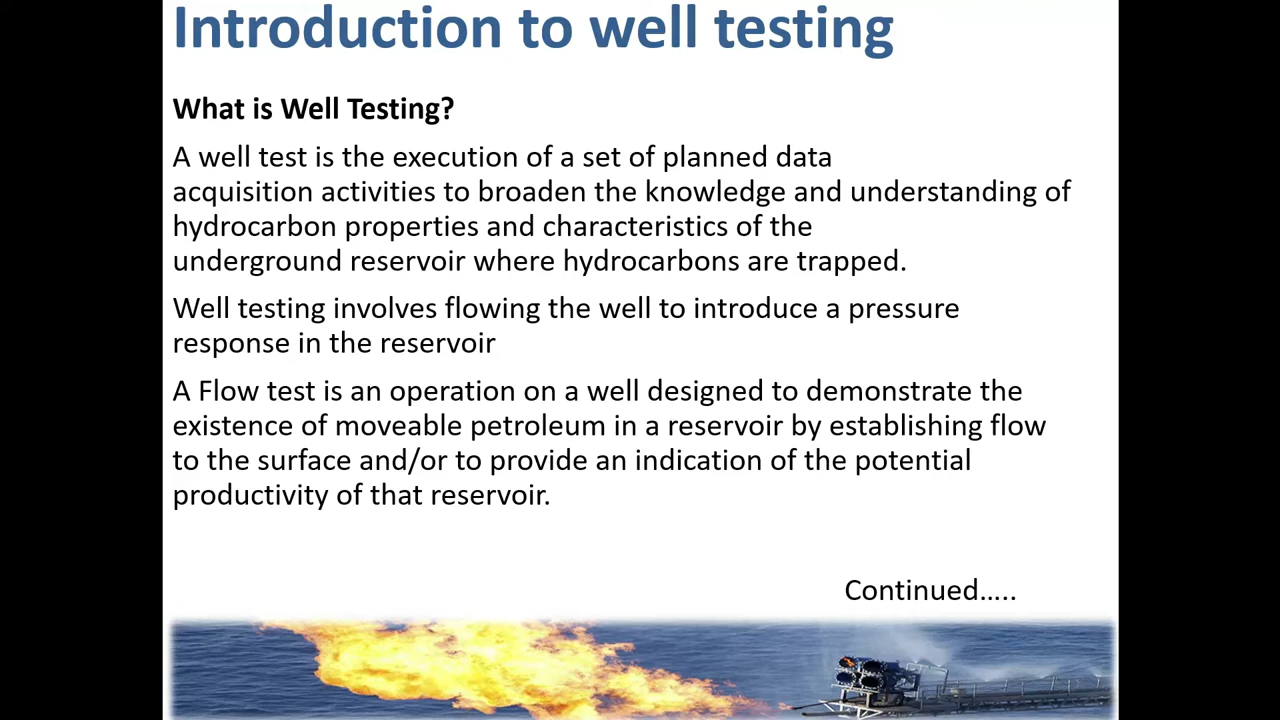 Introduction to well testing
What is Well Testing?
A well test is the execution of a set of planned data
acquisition activities to broaden the knowledge and understanding of
hydrocarbon properties and characteristics of the
underground reservoir where hydrocarbons are trapped.
Well testing involves flowing the well to introduce a pressure
response in the reservoir
A Flow test is an operation on a well designed to demonstrate the
existence of moveable petroleum in a reservoir by establishing flow
to the surface and/or to provide an indication of the potential
productivity of that reservoir.
Continued…..